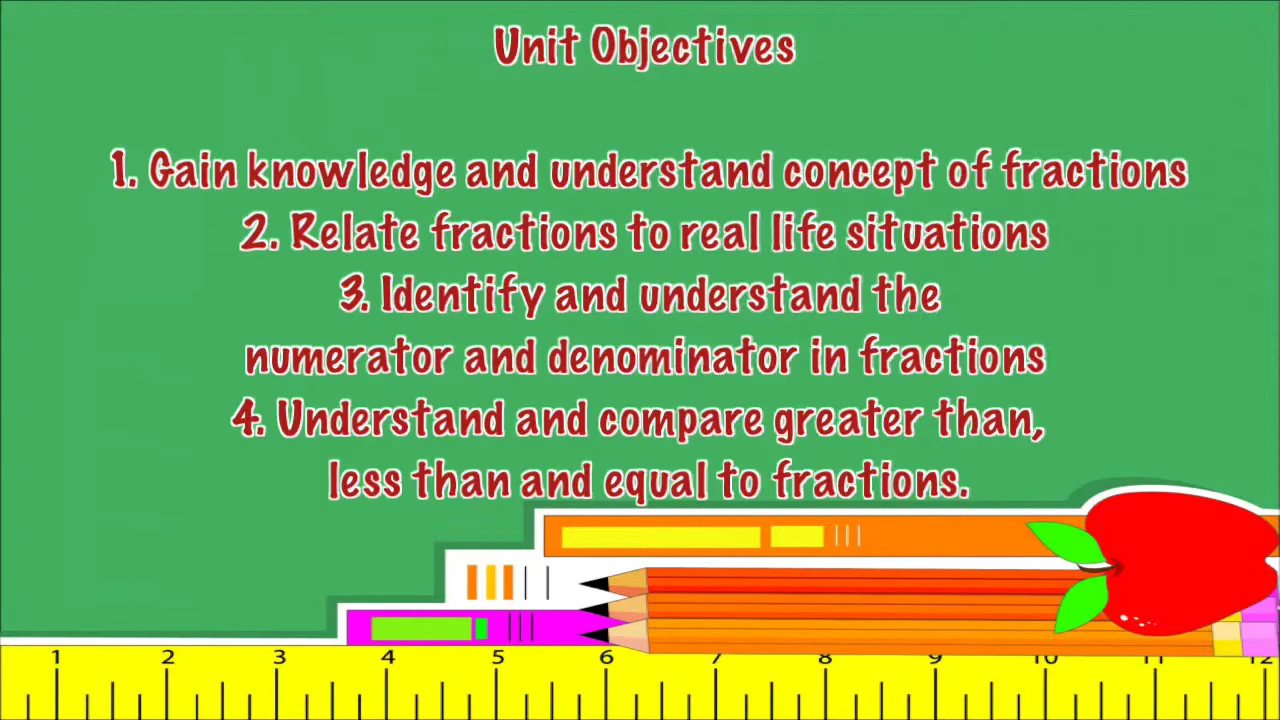 Unit Objectives
1. Gain knowledge and understand concept of fractions
2. Relate fractions to real life situations
3. Identify and understand the
numerator and denominator in fractions
4. Understand and compare greater than,
less than and equal to fractions.
1 2 3 4 5 6 7 8 9 10 11 12